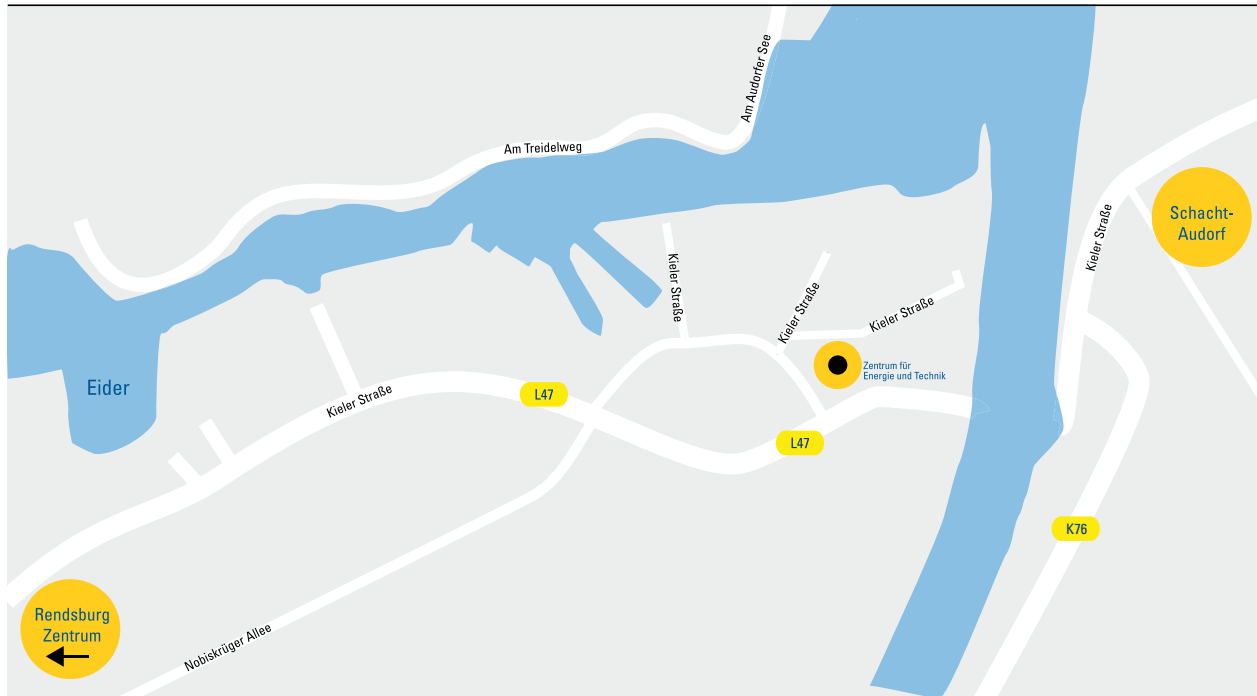 Am Audorfer See
Am Treidelweg
Schacht-
Audorf
Kieler Straße
Kieler Straße
Kieler Straße
Kieler Straße
Zentrum für
Energie und Technik
Eider
Kieler Straße
L47
L47
K76
Rendsburg
Zentrum
Nobiskrüger Allee